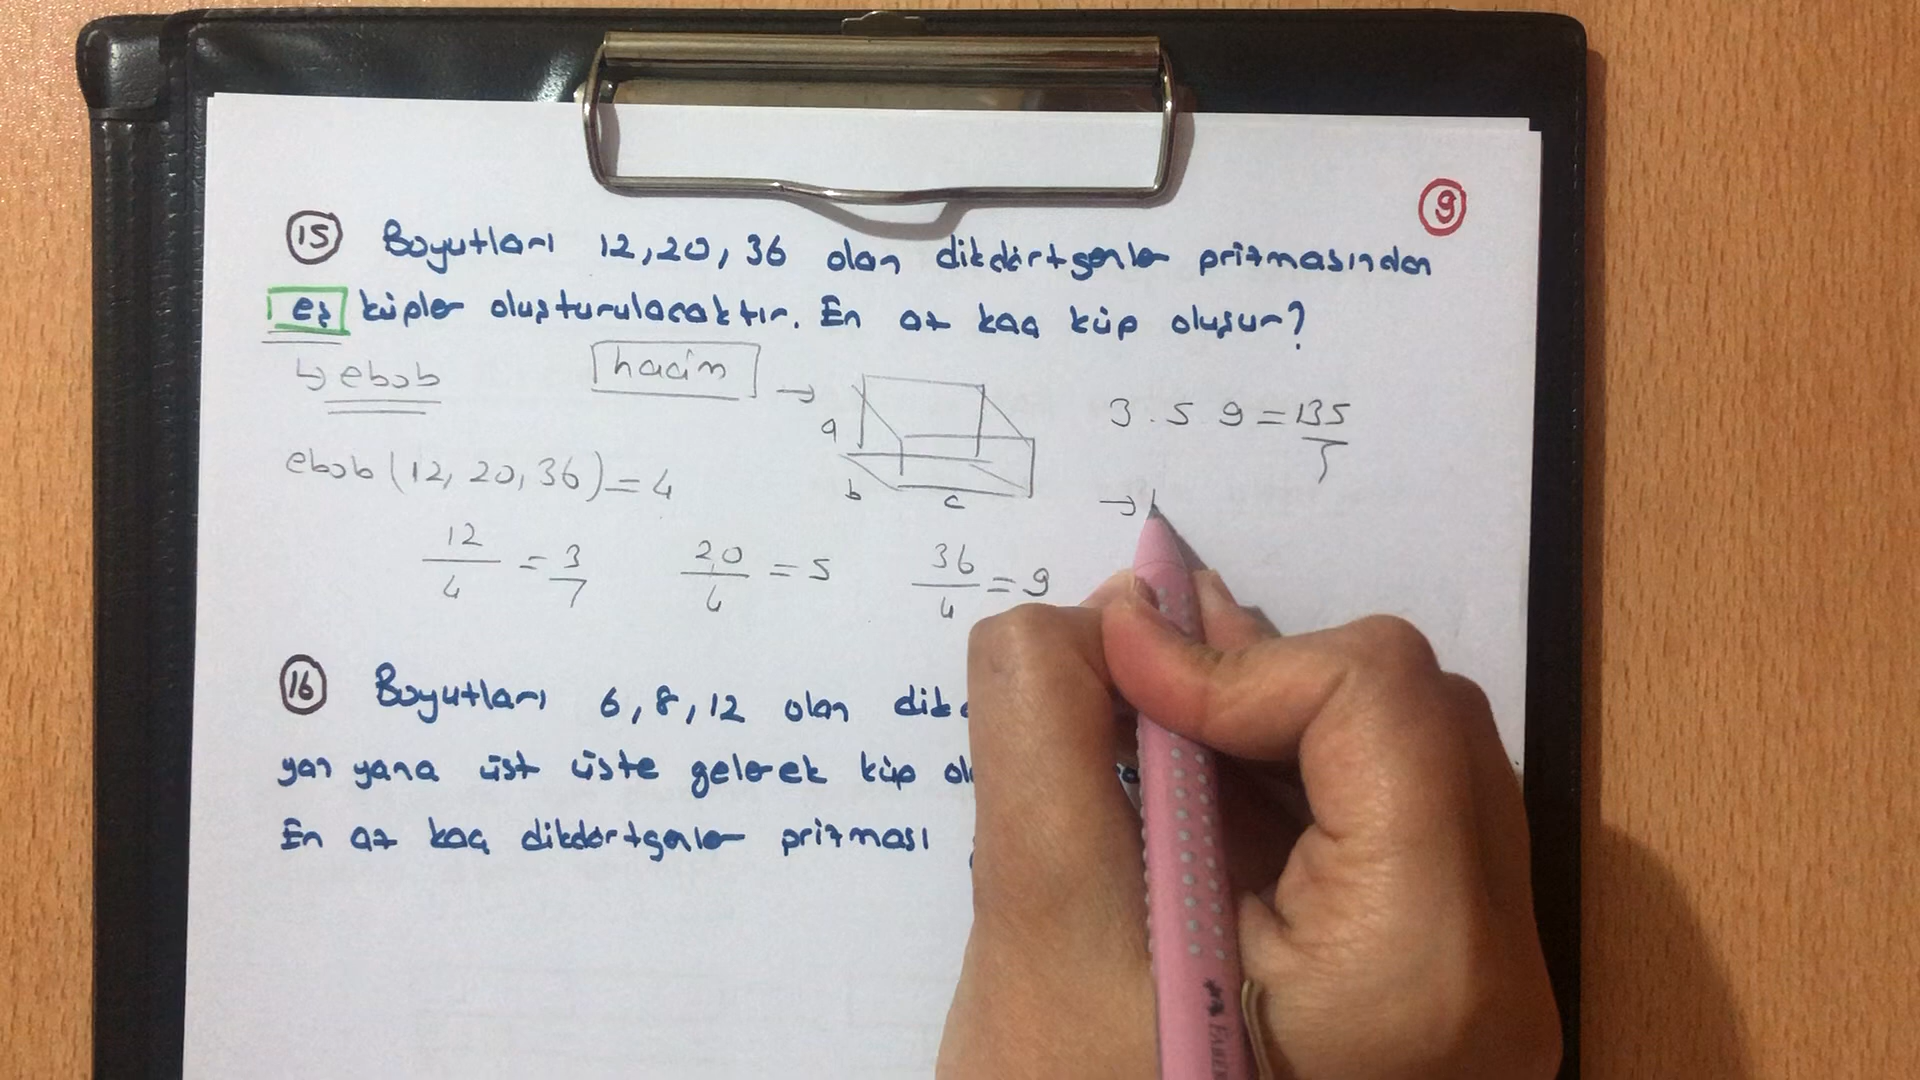 9
15 Boyutları 12, 20, 36 olan dikdörtgenler prizmasından
eş küpler oluşturulacaktır. En az kaç küp oluşur?
↳ ebob
hacim →
a
b
c
3 . 5 9 = 135
ebob (12, 20, 36) = 4
→
12/4 = 3
20/4 = 5
36/4 = 9
16 Boyutları 6, 8, 12 olan
yan yana üst üste gelerek küp
En az kaç dikdörtgenler prizması